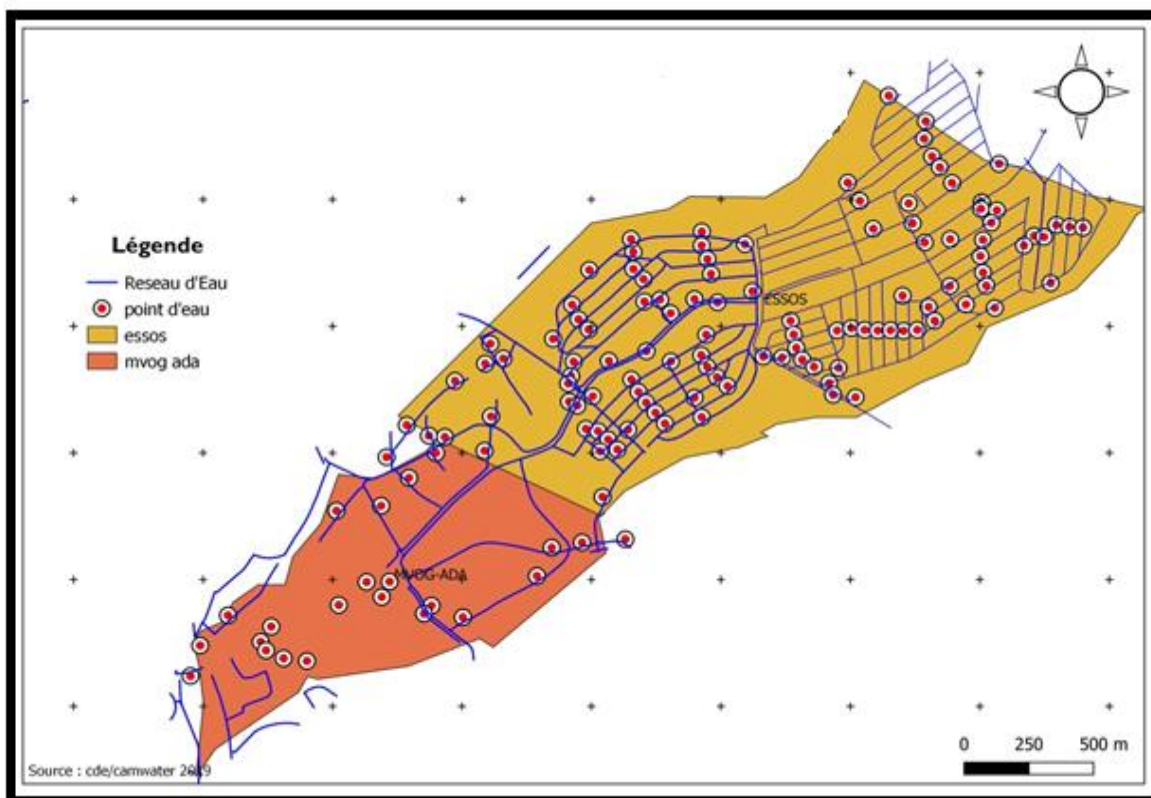 Légende
Reseau d'Eau
point d'eau
essos
mvog ada
ESSOS
MVOG-ADA
0 250 500 m
Source : cde/camwater 2019